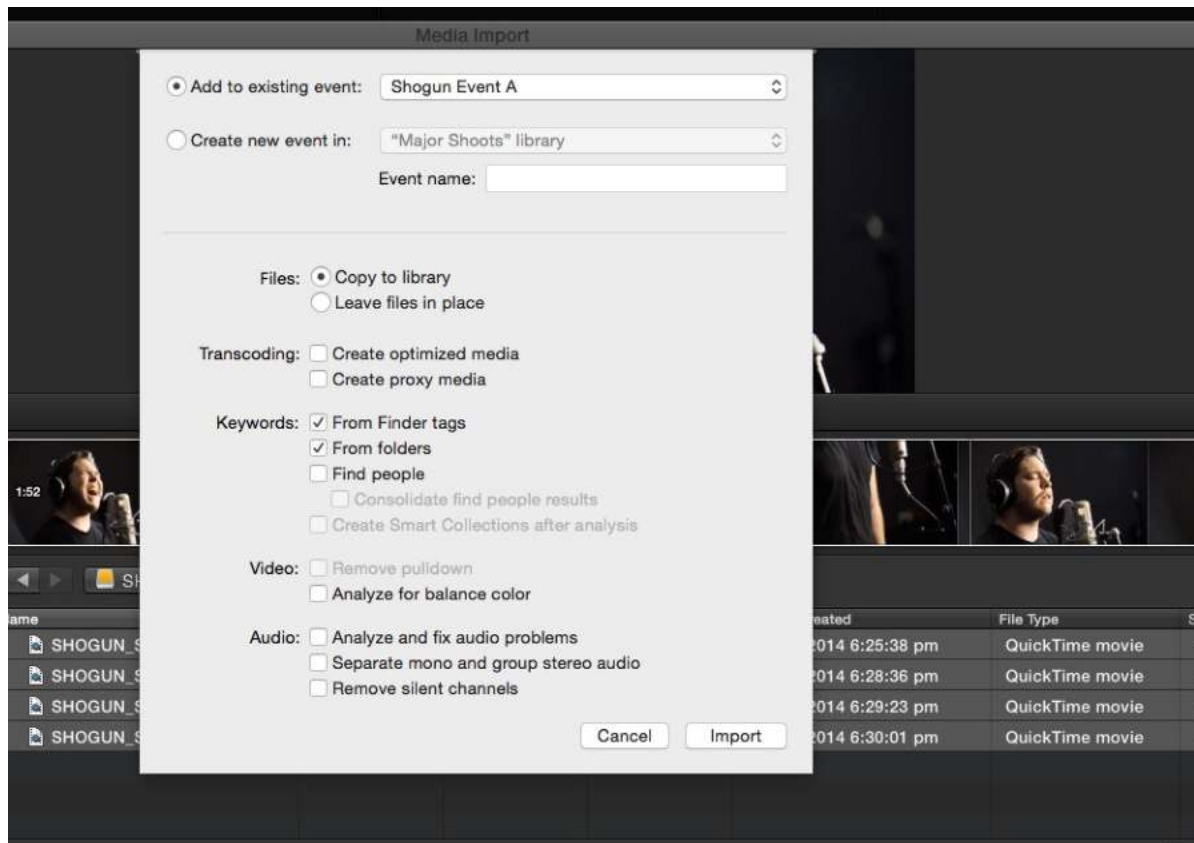 Media Import
Add to existing event: Shogun Event A
Create new event in: "Major Shoots" library
Event name:
Files: Copy to library
Leave files in place
Transcoding: Create optimized media
Create proxy media
Keywords: From Finder tags
From folders
Find people
Consolidate find people results
Create Smart Collections after analysis
1:52
Video: Remove pulldown
Analyze for balance color
Audio: Analyze and fix audio problems
Separate mono and group stereo audio
Remove silent channels
Cancel Import
File Type
SHOGUN_S 2014 6:25:38 pm QuickTime movie
SHOGUN_S 2014 6:28:36 pm QuickTime movie
SHOGUN_S 2014 6:29:23 pm QuickTime movie
SHOGUN_S 2014 6:30:01 pm QuickTime movie